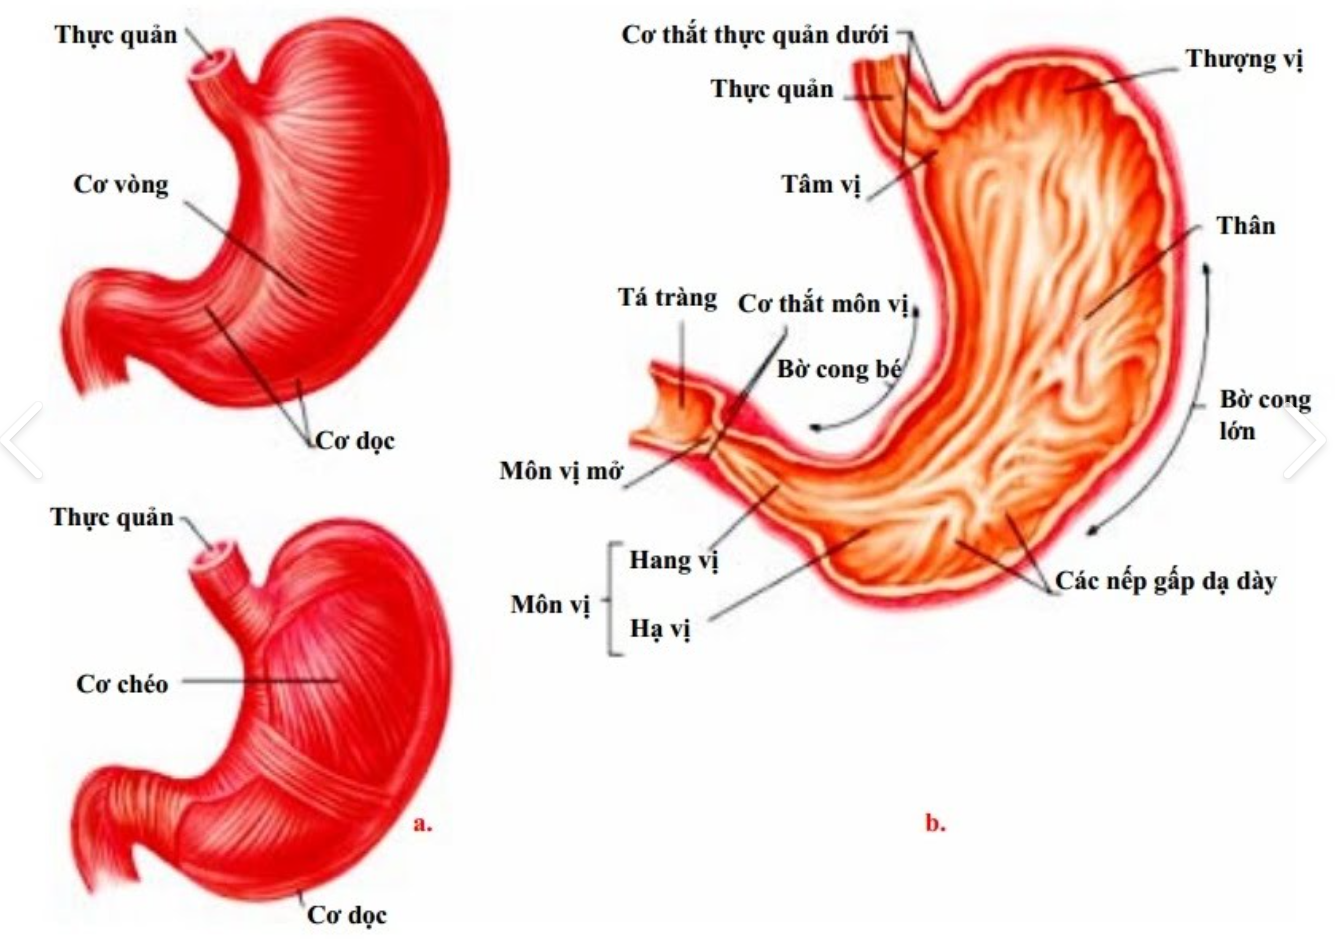 Thực quản
Cơ vòng
Cơ dọc
Thực quản
Cơ chéo
a.
Cơ dọc
Cơ thắt thực quản dưới
Thượng vị
Thực quản
Tâm vị
Thân
Tá tràng
Cơ thắt môn vị
Bờ cong bé
Bờ cong
lớn
Môn vị mở
Hang vị
Môn vị
Hạ vị
Các nếp gấp dạ dày
b.